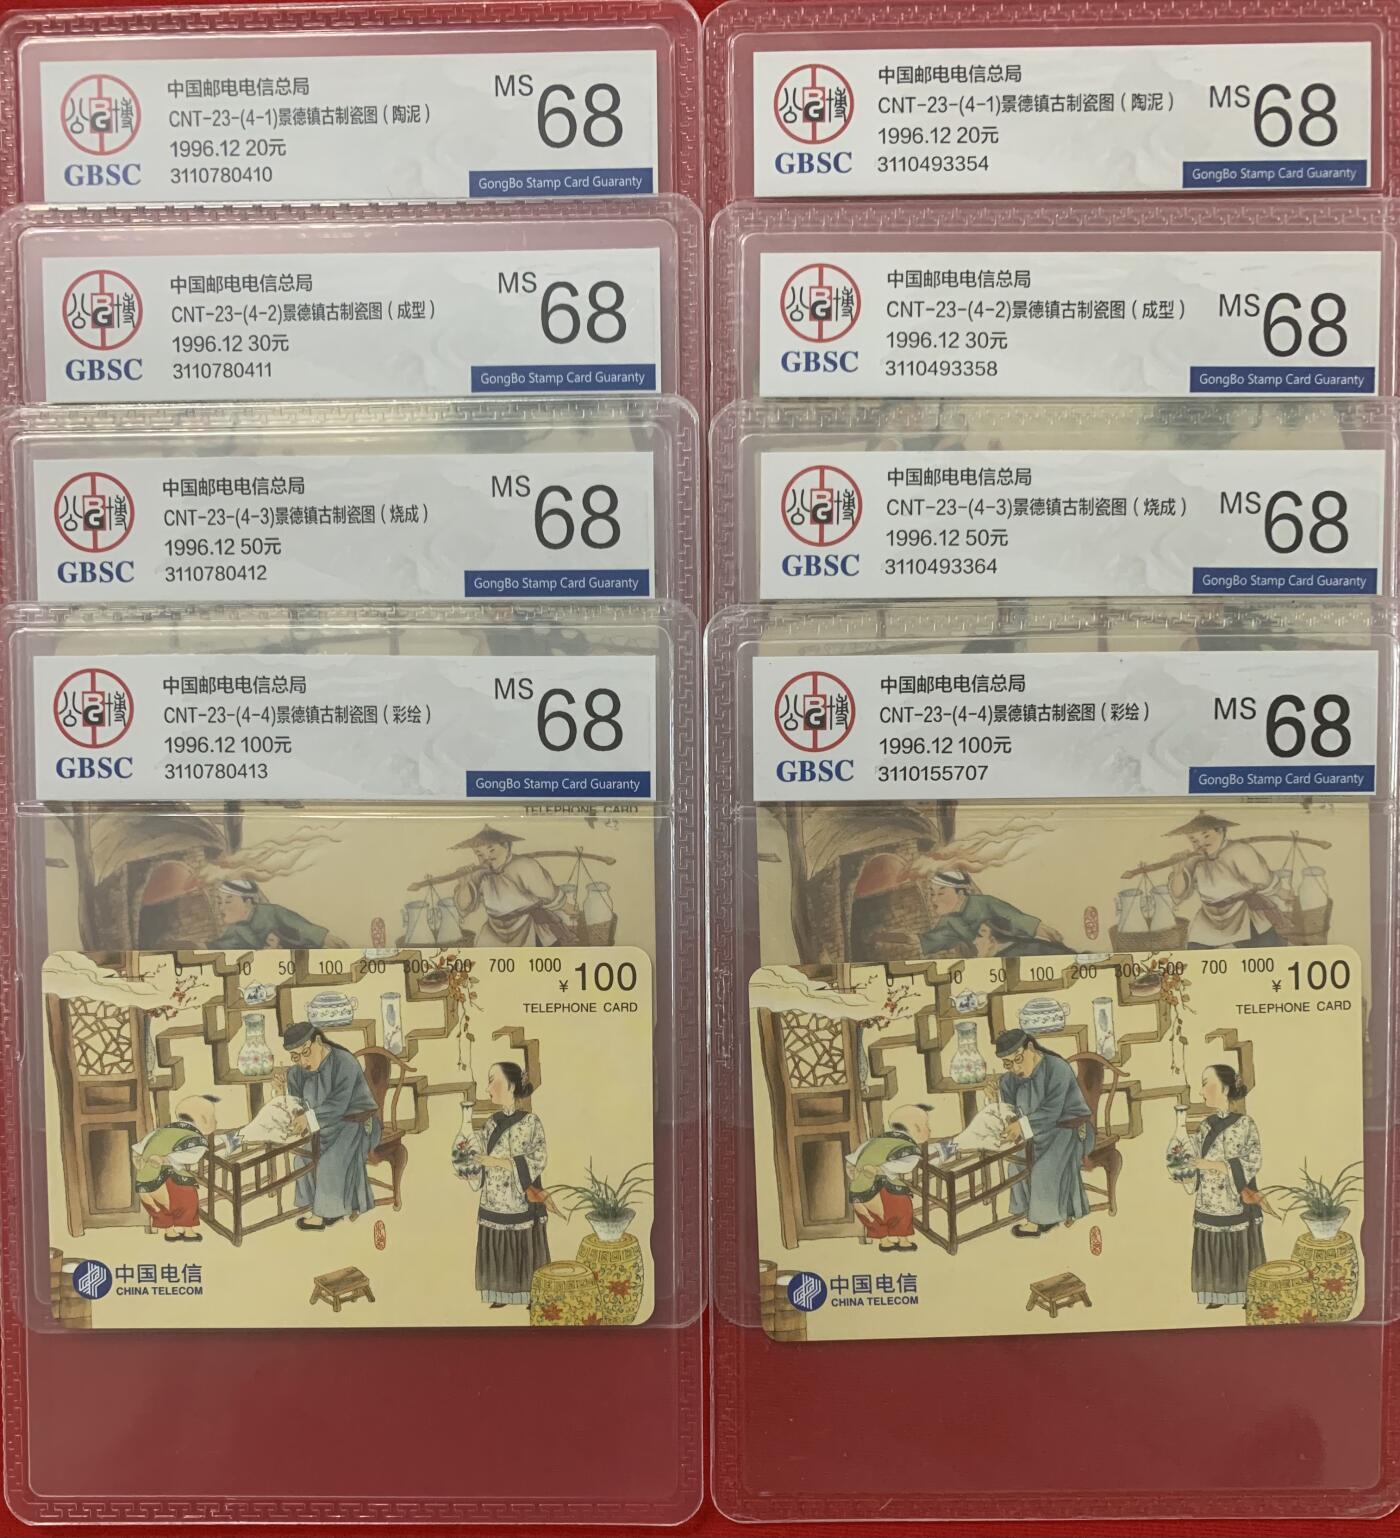 中国邮电电信总局
CNT-23-(4-1)景德镇古制瓷图(陶泥)
1996.12 20元
3110780410
MS 68
GBSC
GongBo Stamp Card Guaranty
中国邮电电信总局
CNT-23-(4-2)景德镇古制瓷图(成型)
1996.12 30元
3110780411
MS 68
GBSC
GongBo Stamp Card Guaranty
中国邮电电信总局
CNT-23-(4-3)景德镇古制瓷图(烧成)
1996.12 50元
3110780412
MS 68
GBSC
GongBo Stamp Card Guaranty
中国邮电电信总局
CNT-23-(4-4)景德镇古制瓷图(彩绘)
1996.12 100元
3110780413
MS 68
GBSC
GongBo Stamp Card Guaranty
TELEPHONE CARD
0 1 10 50 100 200 300 500 700 1000
¥100
TELEPHONE CARD
中国电信
CHINA TELECOM
中国邮电电信总局
CNT-23-(4-1)景德镇古制瓷图(陶泥)
1996.12 20元
3110493354
MS 68
GBSC
GongBo Stamp Card Guaranty
中国邮电电信总局
CNT-23-(4-2)景德镇古制瓷图(成型)
1996.12 30元
3110493358
MS 68
GBSC
GongBo Stamp Card Guaranty
中国邮电电信总局
CNT-23-(4-3)景德镇古制瓷图(烧成)
1996.12 50元
3110493364
MS 68
GBSC
GongBo Stamp Card Guaranty
中国邮电电信总局
CNT-23-(4-4)景德镇古制瓷图(彩绘)
1996.12 100元
3110155707
MS 68
GBSC
GongBo Stamp Card Guaranty
0 1 10 50 100 200 300 500 700 1000
¥100
TELEPHONE CARD
中国电信
CHINA TELECOM